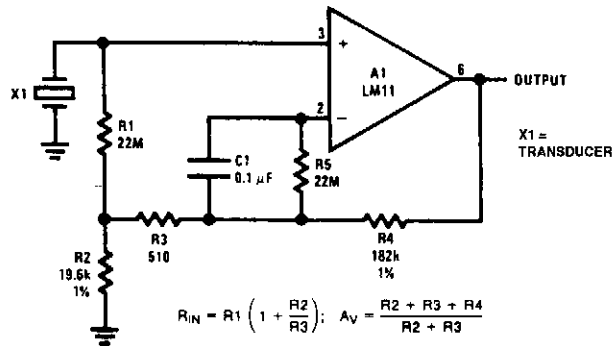 3
+
A1
LM11
6
OUTPUT
X1
R1
22M
2
−
X1 =
TRANSDUCER
C1
0.1 µF
R5
22M
R3
510
R4
182k
1%
R2
19.6k
1%
R_IN = R1 (1 + R2/R3); A_V = (R2 + R3 + R4)/(R2 + R3)